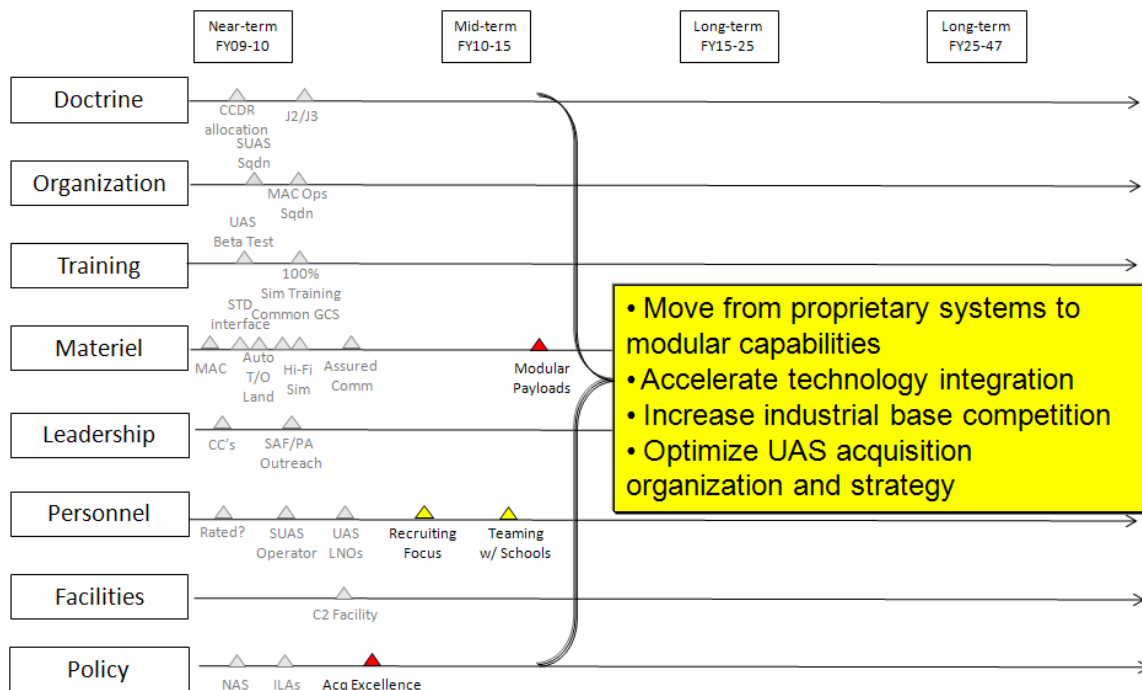 Near-term
FY09-10
Mid-term
FY10-15
Long-term
FY15-25
Long-term
FY25-47
Doctrine
CCDR
allocation
J2/J3
SUAS
Sqdn
Organization
MAC Ops
Sqdn
UAS
Beta Test
Training
100%
Sim Training
STD
interface
Common GCS
Materiel
MAC
Auto
T/O
Land
Hi-Fi
Sim
Assured
Comm
Modular
Payloads
• Move from proprietary systems to
modular capabilities
• Accelerate technology integration
• Increase industrial base competition
• Optimize UAS acquisition
organization and strategy
Leadership
CC's
SAF/PA
Outreach
Personnel
Rated?
SUAS
Operator
UAS
LNOs
Recruiting
Focus
Teaming
w/ Schools
Facilities
C2 Facility
Policy
NAS
ILAs
Acq Excellence